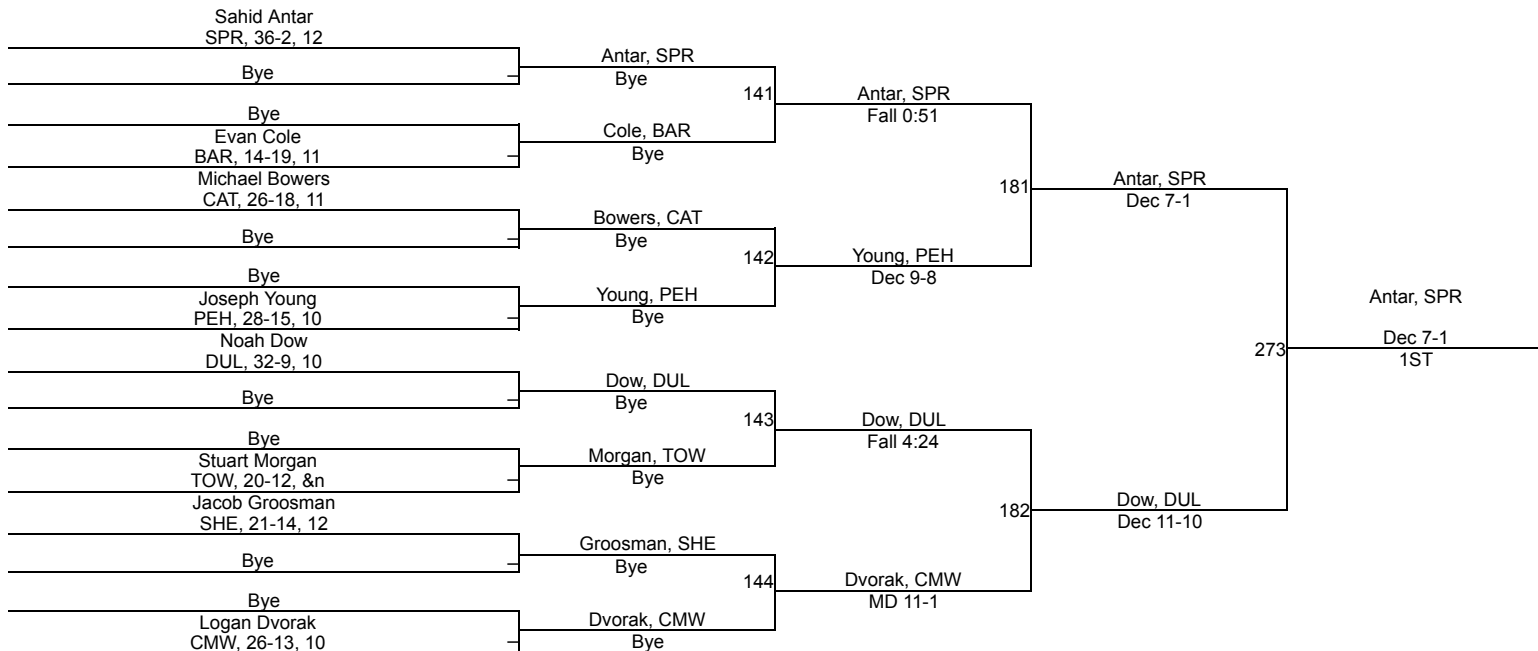 Sahid Antar
SPR, 36-2, 12
Bye
Bye
Evan Cole
BAR, 14-19, 11
Michael Bowers
CAT, 26-18, 11
Bye
Bye
Joseph Young
PEH, 28-15, 10
Noah Dow
DUL, 32-9, 10
Bye
Bye
Stuart Morgan
TOW, 20-12, &n
Jacob Groosman
SHE, 21-14, 12
Bye
Bye
Logan Dvorak
CMW, 26-13, 10
Antar, SPR
Bye
141
Cole, BAR
Bye
Bowers, CAT
Bye
142
Young, PEH
Bye
Dow, DUL
Bye
143
Morgan, TOW
Bye
Groosman, SHE
Bye
144
Dvorak, CMW
Bye
Antar, SPR
Fall 0:51
181
Young, PEH
Dec 9-8
Dow, DUL
Fall 4:24
182
Dvorak, CMW
MD 11-1
Antar, SPR
Dec 7-1
273
Dow, DUL
Dec 11-10
Antar, SPR
Dec 7-1
1ST